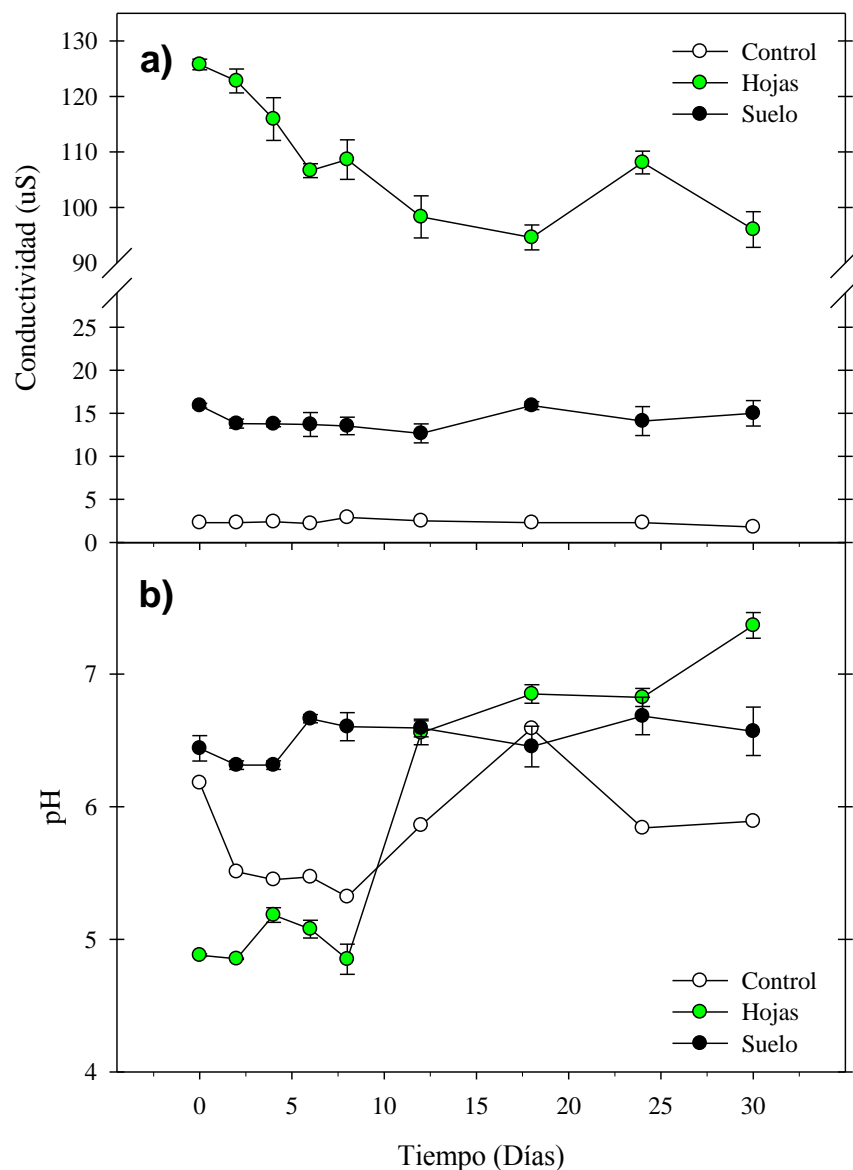 a)
Control
Hojas
Suelo
Conductividad (uS)
130
120
110
100
90
25
20
15
10
5
0
b)
7
6
5
4
pH
Control
Hojas
Suelo
0 5 10 15 20 25 30
Tiempo (Días)